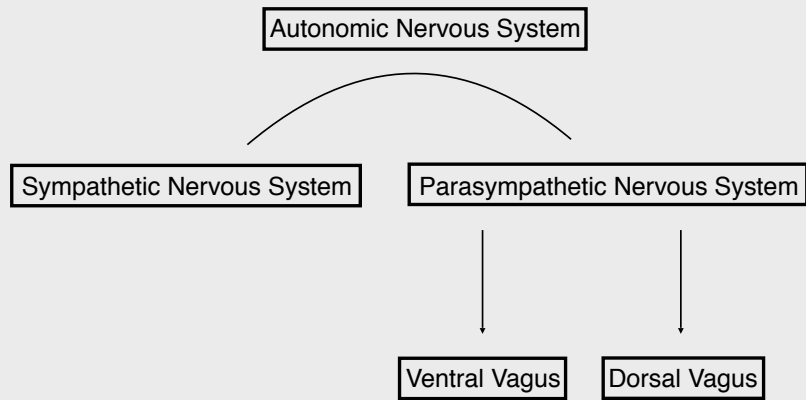 Autonomic Nervous System
Sympathetic Nervous System
Parasympathetic Nervous System
Ventral Vagus
Dorsal Vagus